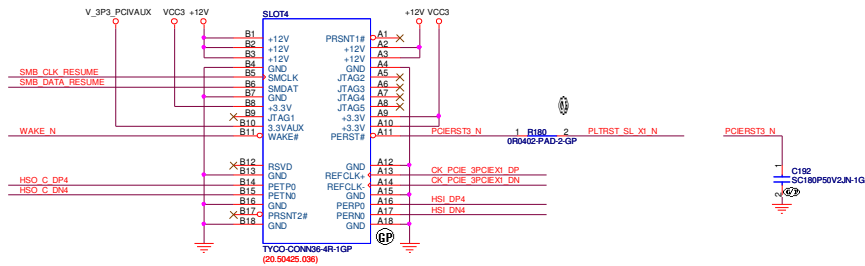 SLOT4
V_3P3_PCIVAUX VCC3 +12V
+12V VCC3
B1 +12V PRSNT1# A1
B2 +12V +12V A2
B3 +12V +12V A3
B4 GND GND A4
SMB_CLK_RESUME B5 SMCLK JTAG2 A5
SMB_DATA_RESUME B6 SMDAT JTAG3 A6
B7 GND JTAG4 A7
B8 +3.3V JTAG5 A8
B9 JTAG1 +3.3V A9
B10 3.3VAUX +3.3V A10
WAKE_N B11 WAKE# PERST# A11 PCIERST3_N 1 R180 2 PLTRST_SL_X1_N PCIERST3_N
0R0402-PAD-2-GP
B12 RSVD GND A12
B13 GND REFCLK+ A13 CK_PCIE_3PCIEX1_DP
HSO_C_DP4 B14 PETP0 REFCLK- A14 CK_PCIE_3PCIEX1_DN
HSO_C_DN4 B15 PETN0 GND A15
B16 GND PERP0 A16 HSI_DP4
B17 PRSNT2# PERN0 A17 HSI_DN4
B18 GND GND A18
1
C192
SC180P50V2JN-1G
2
GP
TYCO-CONN36-4R-1GP
(20.50425.036)